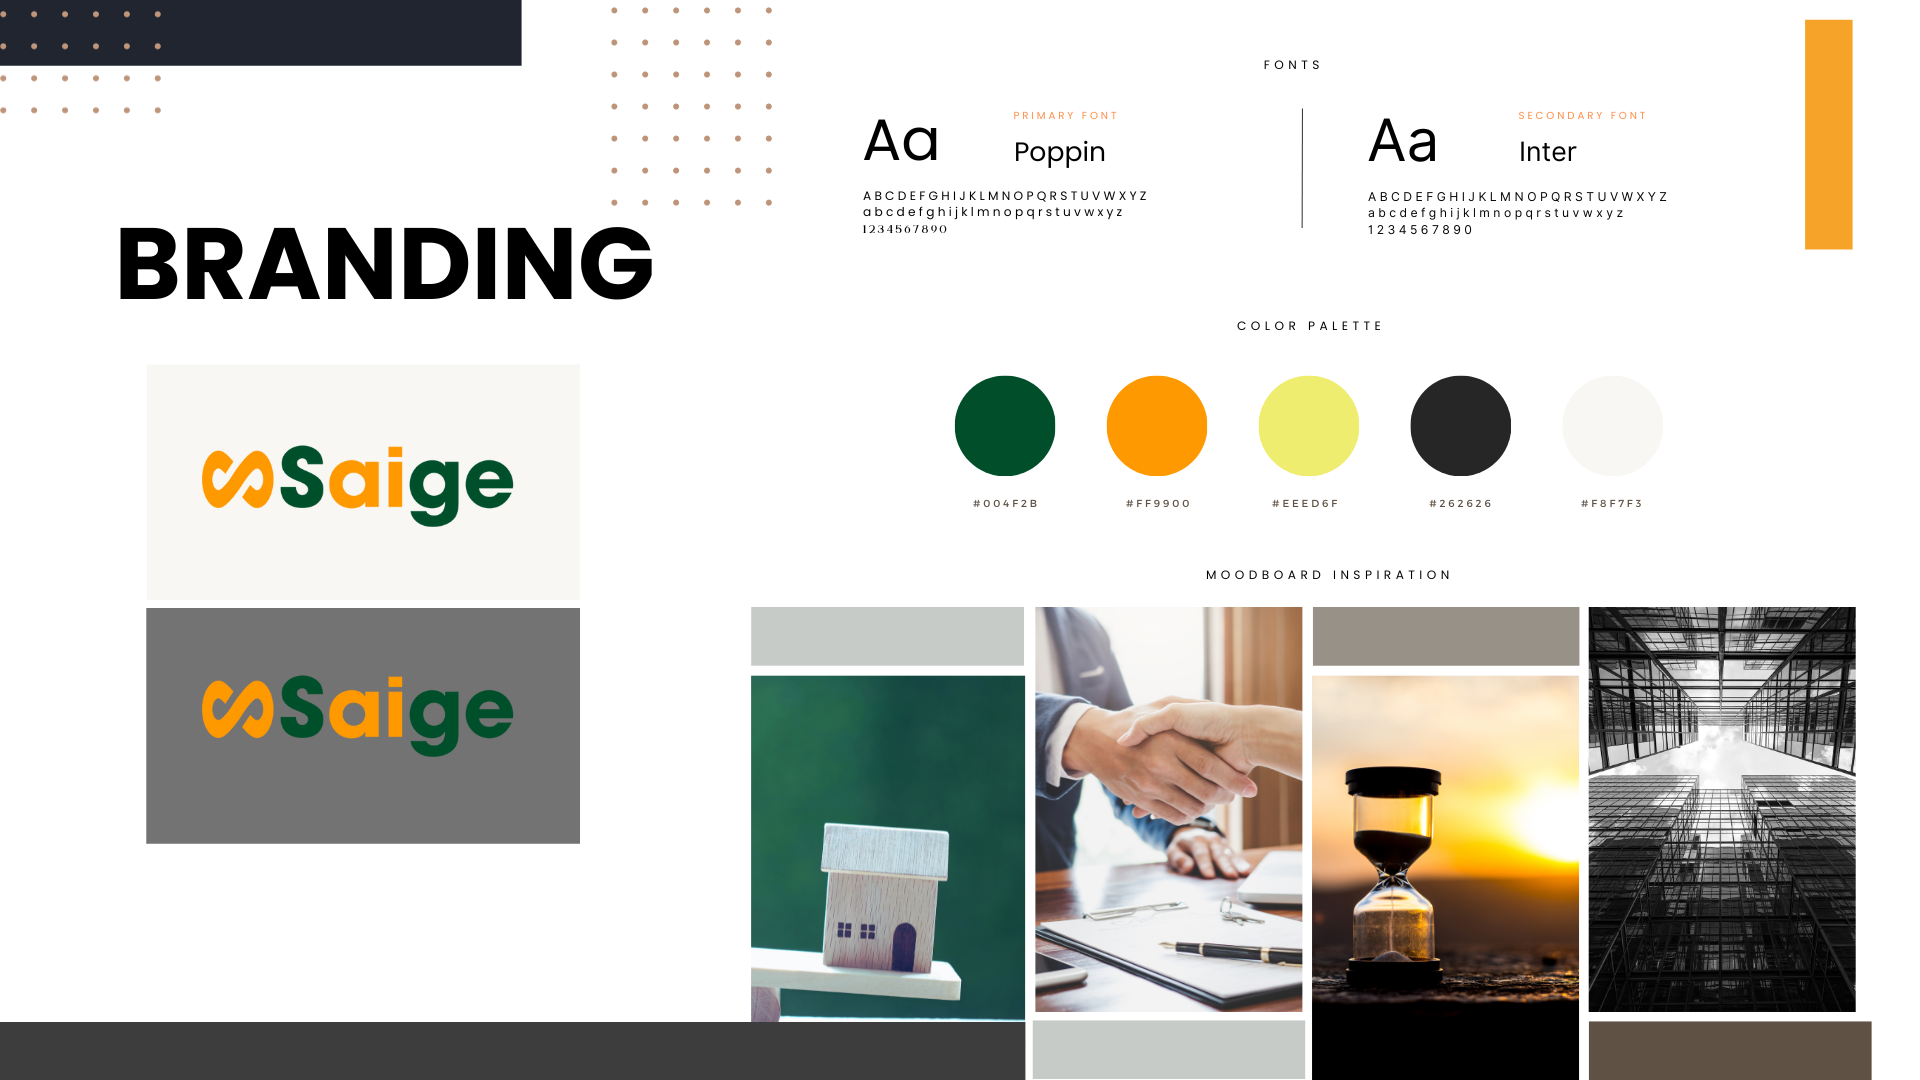 BRANDING
Saige
Saige
FONTS
Aa
PRIMARY FONT
Poppin
ABCDEFGHIJKLMNOPQRSTUVWXYZ
abcdefghijklmnopqrstuvwxyz
1234567890
Aa
SECONDARY FONT
Inter
ABCDEFGHIJKLMNOPQRSTUVWXYZ
abcdefghijklmnopqrstuvwxyz
1234567890
COLOR PALETTE
#004F2B
#FF9900
#EEED6F
#262626
#F8F7F3
MOODBOARD INSPIRATION